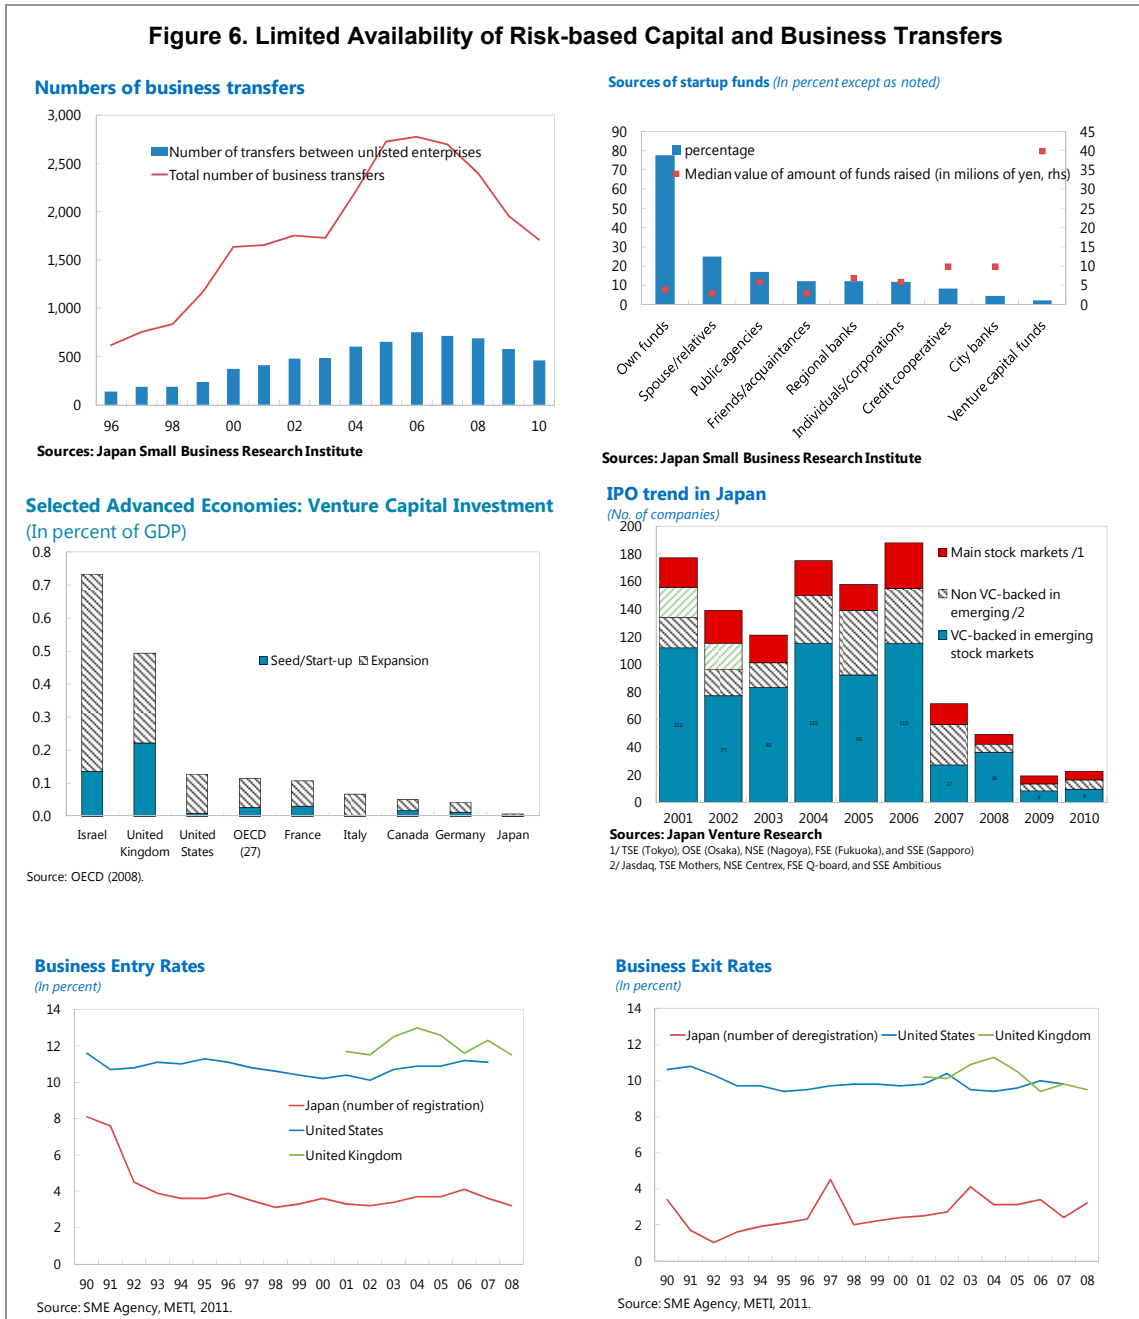 Figure 6. Limited Availability of Risk-based Capital and Business Transfers
Numbers of business transfers
3,000
2,500
2,000
1,500
1,000
500
0
Number of transfers between unlisted enterprises
Total number of business transfers
96 98 00 02 04 06 08 10
Sources: Japan Small Business Research Institute
Sources of startup funds (In percent except as noted)
90
80
70
60
50
40
30
20
10
0
percentage
Median value of amount of funds raised (in milions of yen, rhs)
45
40
35
30
25
20
15
10
5
0
Own funds
Spouse/relatives
Public agencies
Friends/acquaintances
Regional banks
Individuals/corporations
Credit cooperatives
City banks
Venture capital funds
Sources: Japan Small Business Research Institute
Selected Advanced Economies: Venture Capital Investment
(In percent of GDP)
0.8
0.7
0.6
0.5
0.4
0.3
0.2
0.1
0.0
Seed/Start-up Expansion
Israel United Kingdom United States OECD (27) France Italy Canada Germany Japan
Source: OECD (2008).
IPO trend in Japan
(No. of companies)
200
180
160
140
120
100
80
60
40
20
0
Main stock markets /1
Non VC-backed in
emerging /2
VC-backed in emerging
stock markets
112 77 115 92 115 27
2001 2002 2003 2004 2005 2006 2007 2008 2009 2010
Sources: Japan Venture Research
1/ TSE (Tokyo), OSE (Osaka), NSE (Nagoya), FSE (Fukuoka), and SSE (Sapporo)
2/ Jasdaq, TSE Mothers, NSE Centrex, FSE Q-board, and SSE Ambitious
Business Entry Rates
(In percent)
14
12
10
8
6
4
2
0
Japan (number of registration)
United States
United Kingdom
90 91 92 93 94 95 96 97 98 99 00 01 02 03 04 05 06 07 08
Source: SME Agency, METI, 2011.
Business Exit Rates
(In percent)
14
12
10
8
6
4
2
0
Japan (number of deregistration) United States United Kingdom
90 91 92 93 94 95 96 97 98 99 00 01 02 03 04 05 06 07 08
Source: SME Agency, METI, 2011.